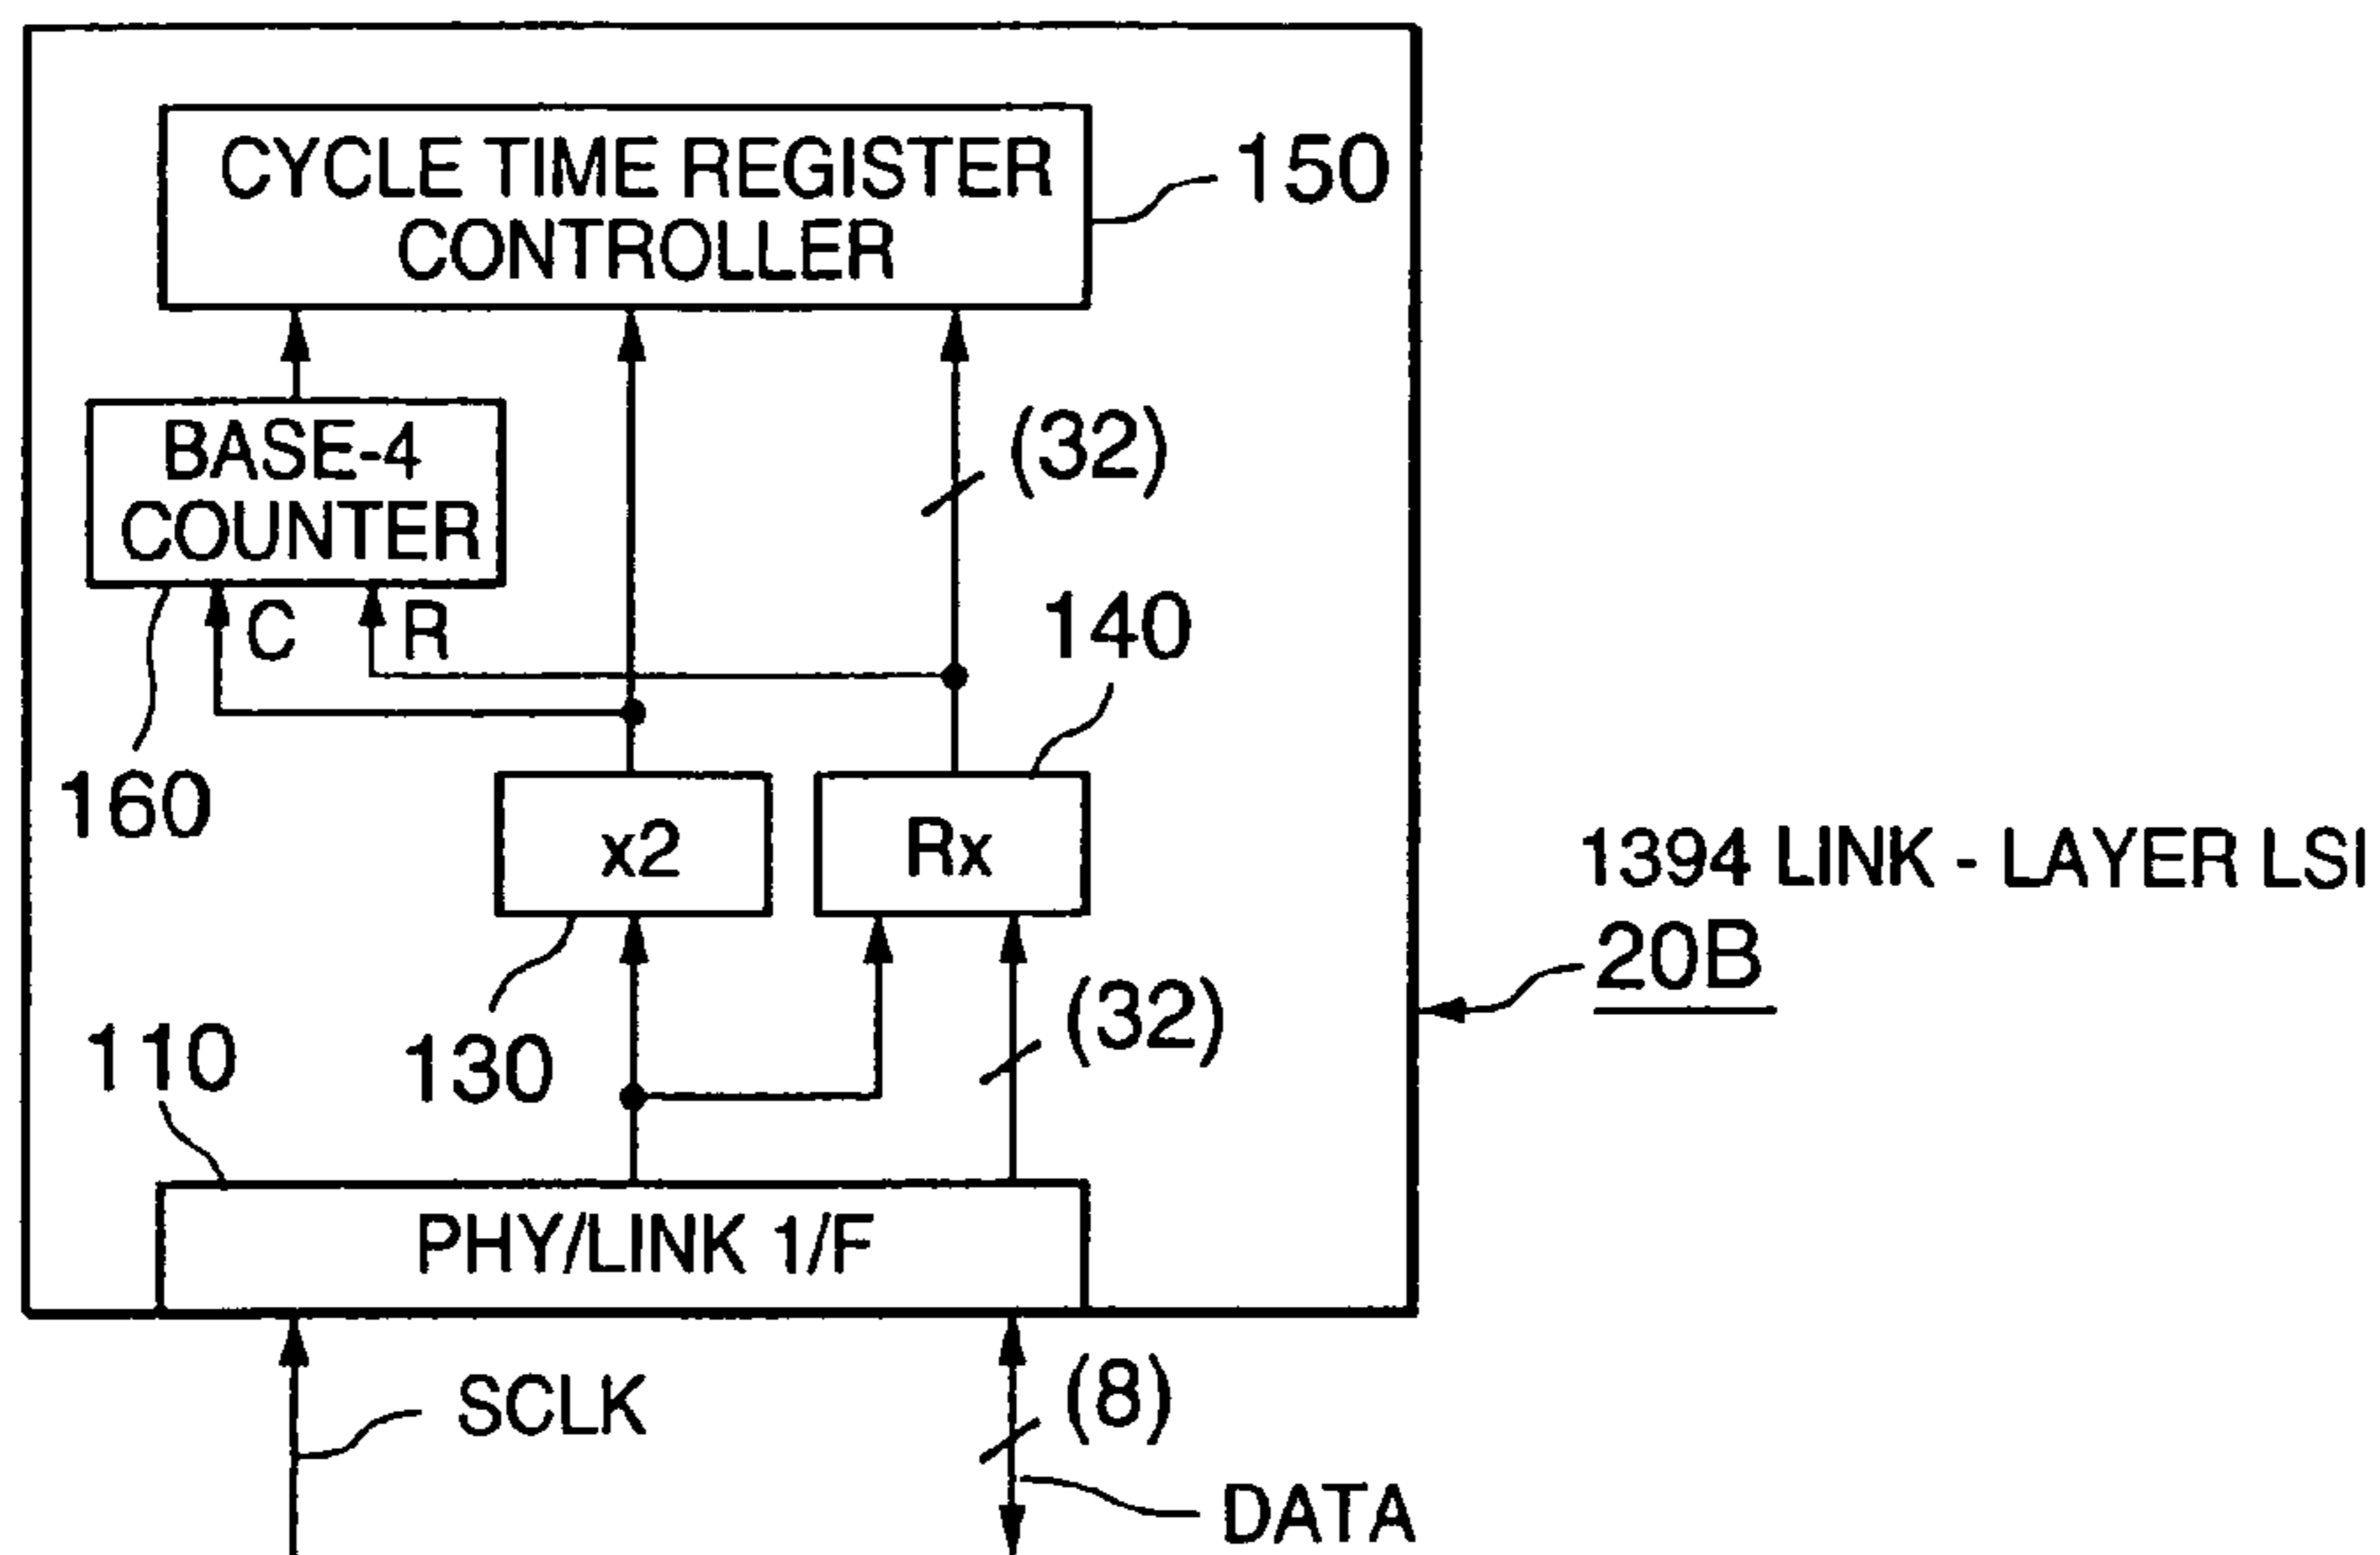 CYCLE TIME REGISTER
CONTROLLER
150
BASE-4
COUNTER
(32)
C
R
140
160
x2
Rx
1394 LINK - LAYER LSI
20B
110
130
(32)
PHY/LINK 1/F
SCLK
(8)
DATA